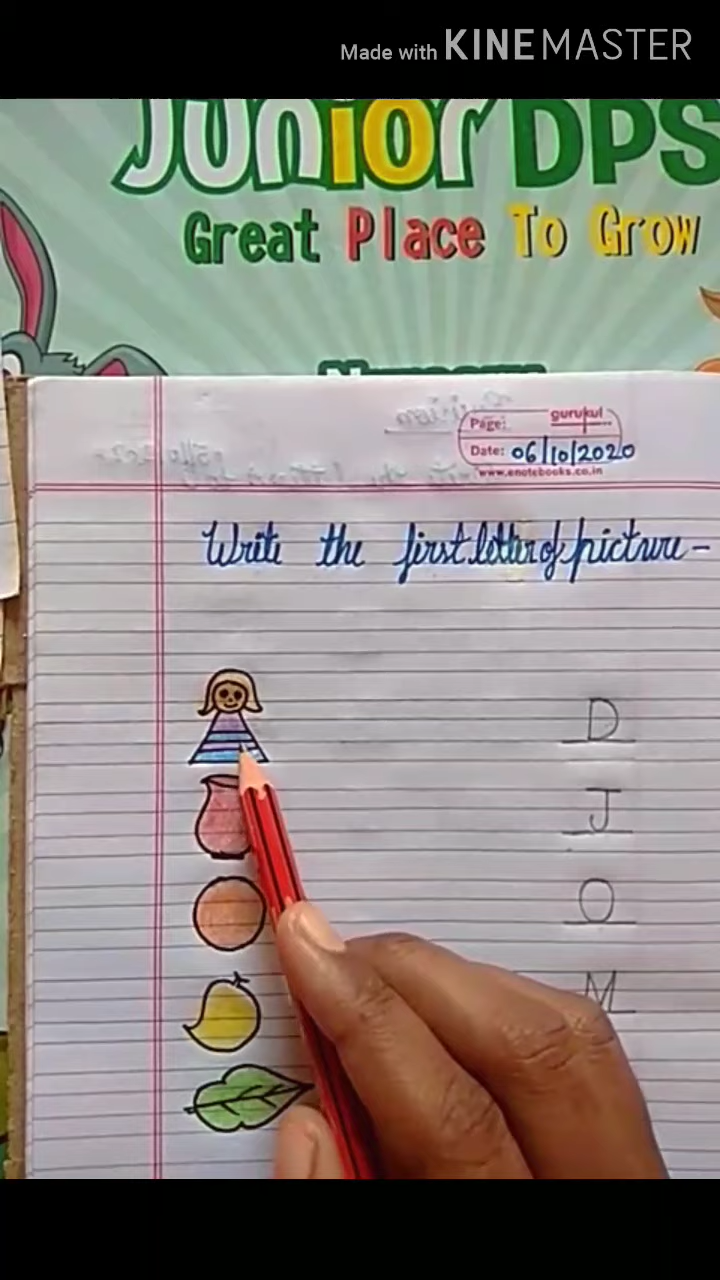 Made with KINEMASTER
Junior DPS
Great Place To Grow
Page:
gurukul
Date: 06/10/2020
www.enotebooks.co.in
Write the first letter of picture -
D
J
O
M